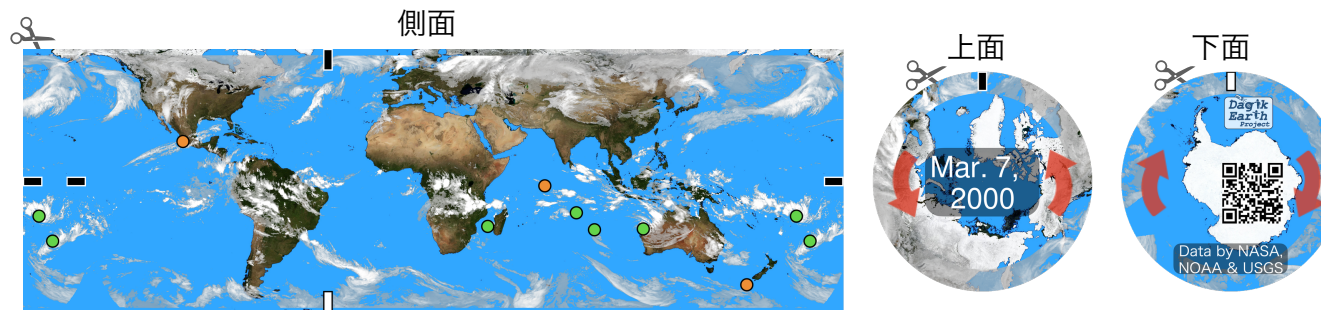 側面
上面
下面
Mar. 7,
2000
Dagik
Earth
Project
Data by NASA,
NOAA & USGS